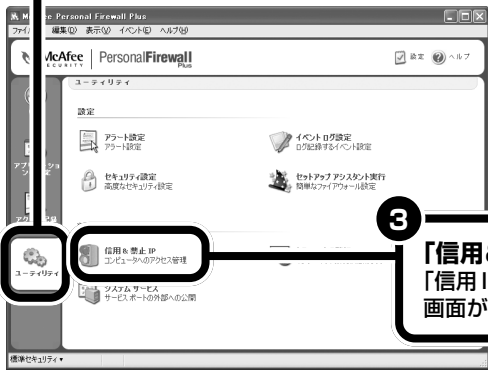 McAfee Personal Firewall Plus
編集(D) 表示(V) イベント(E) ヘルプ(H)
McAfee
SECURITY
PersonalFirewall
Plus
設定
ヘルプ
ユーティリティ
設定
アラート設定
アラート設定
イベント ログ設定
ログ記録するイベント設定
セキュリティ設定
高度なセキュリティ設定
セットアップ アシスタント実行
簡単なファイアウォール設定
信用 & 禁止 IP
コンピュータへのアクセス管理
システム サービス
サービス ポートの外部への公開
ユーティリティ
標準セキュリティ
3
「信用
「信用I
画面が